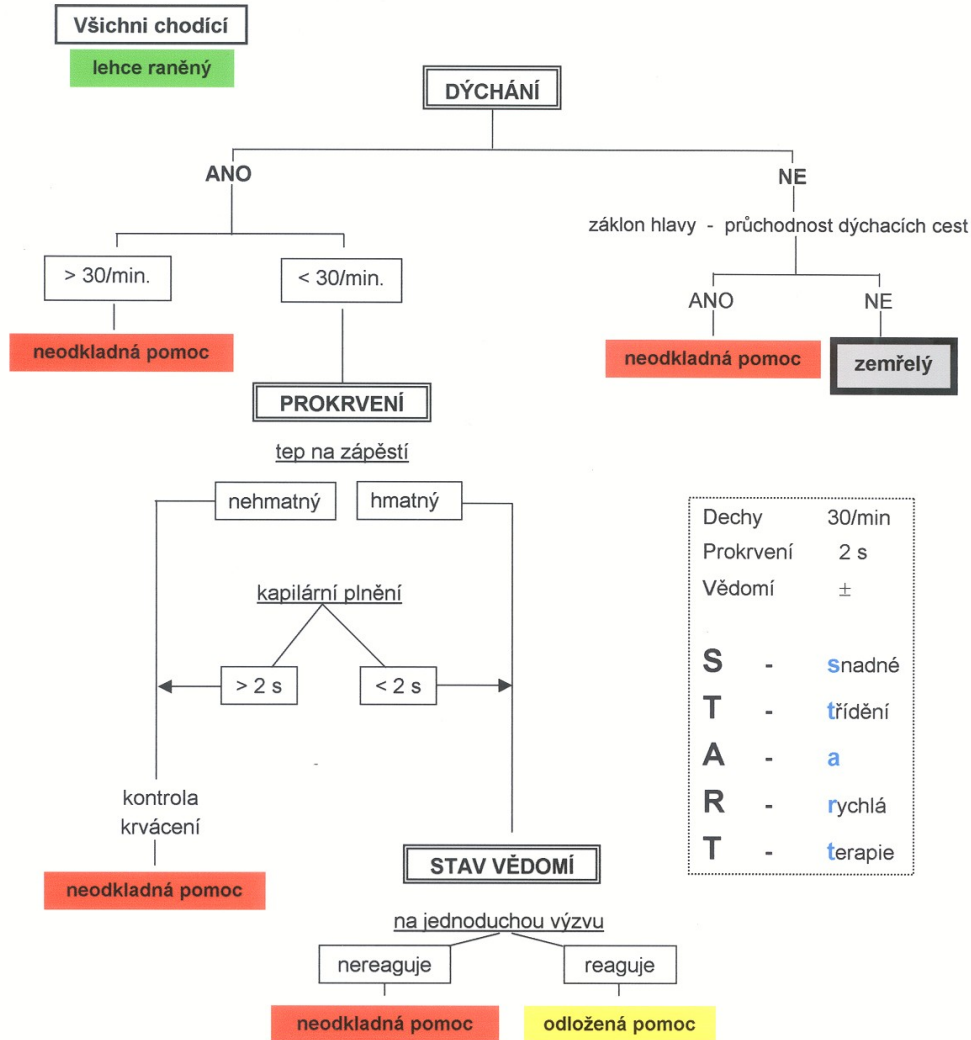 Všichni chodící
lehce raněný
DÝCHÁNÍ
ANO
NE
záklon hlavy - průchodnost dýchacích cest
> 30/min.
< 30/min.
ANO
NE
neodkladná pomoc
neodkladná pomoc
zemřelý
PROKRVENÍ
tep na zápěstí
nehmatný
hmatný
kapilární plnění
> 2 s
< 2 s
kontrola
krvácení
neodkladná pomoc
STAV VĚDOMÍ
na jednoduchou výzvu
nereaguje
reaguje
neodkladná pomoc
odložená pomoc
Dechy 30/min
Prokrvení 2 s
Vědomí ±
S - snadné
T - třídění
A - a
R - rychlá
T - terapie